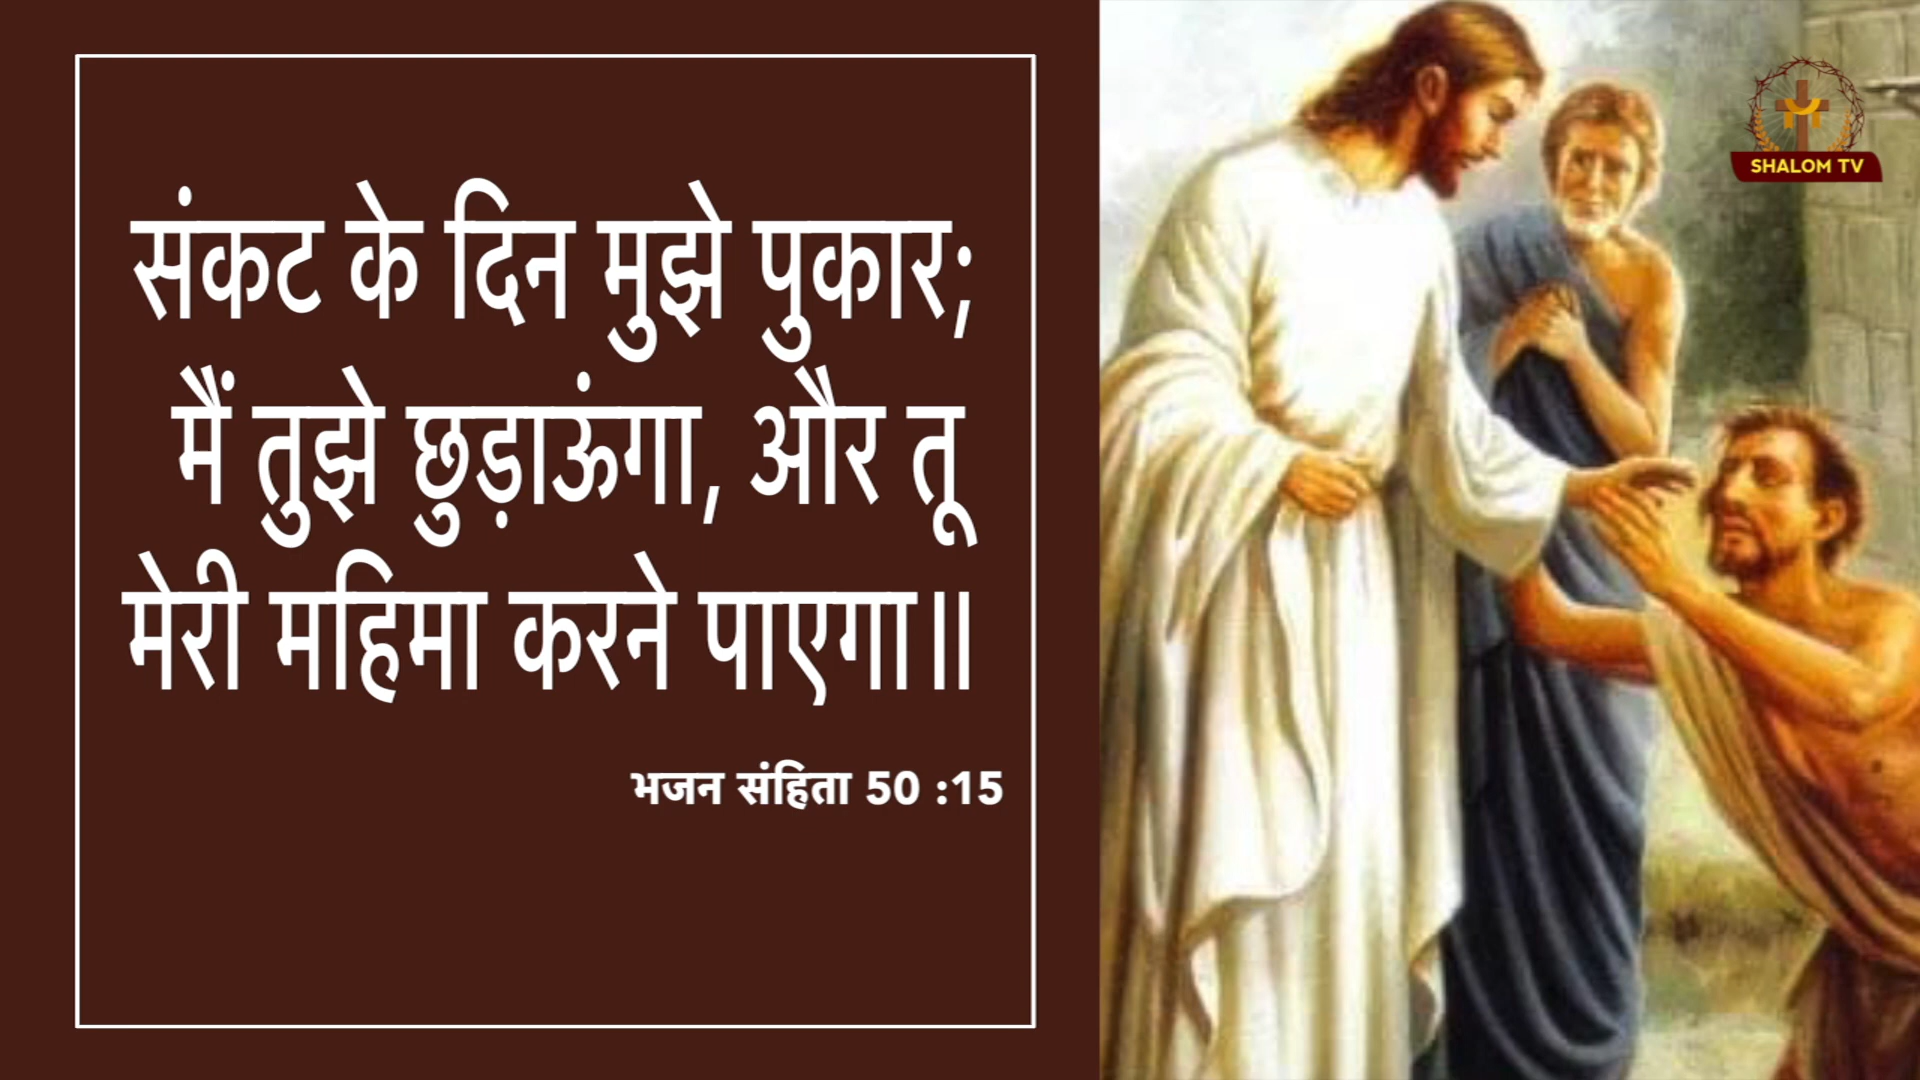 संकट के दिन मुझे पुकार;
मैं तुझे छुड़ाऊंगा, और तू
मेरी महिमा करने पाएगा॥
भजन संहिता 50 :15
SHALOM TV